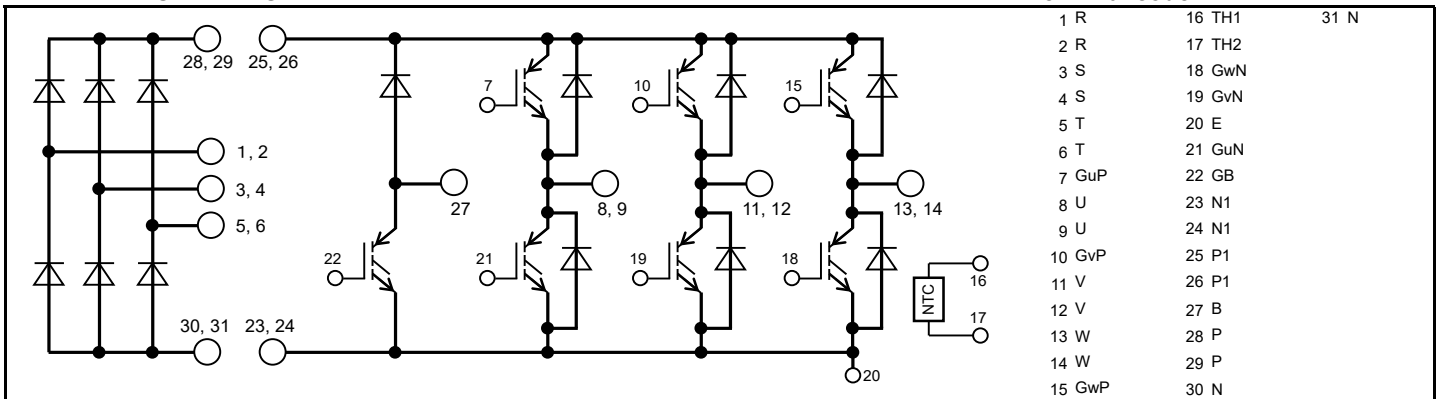 28, 29
25, 26
7
10
15
1, 2
3, 4
5, 6
27
8, 9
11, 12
13, 14
22
21
19
18
30, 31
23, 24
20
NTC
16
17
1 R
2 R
3 S
4 S
5 T
6 T
7 GuP
8 U
9 U
10 GvP
11 V
12 V
13 W
14 W
15 GwP
16 TH1
17 TH2
18 GwN
19 GvN
20 E
21 GuN
22 GB
23 N1
24 N1
25 P1
26 P1
27 B
28 P
29 P
30 N
31 N